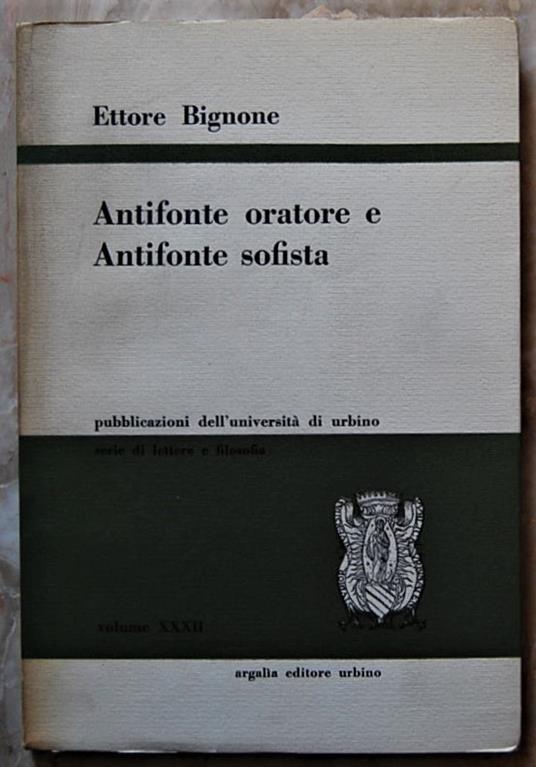 Ettore Bignone
Antifonte oratore e
Antifonte sofista
pubblicazioni dell'università di urbino
serie di lettere e filosofia
volume XXXII
argalìa editore urbino